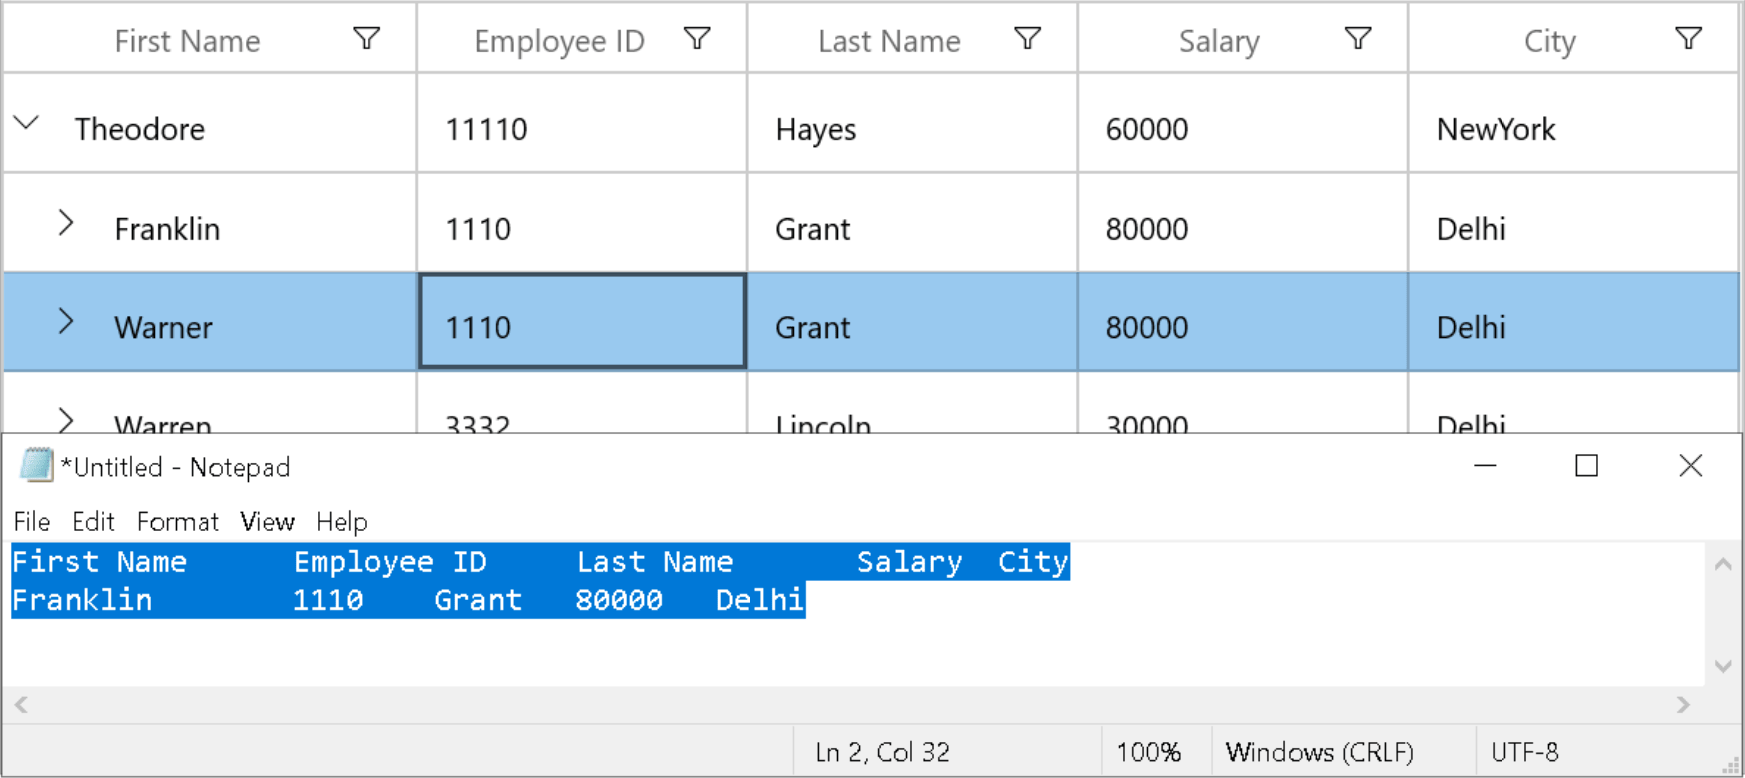 First Name Employee ID Last Name Salary City
Theodore 11110 Hayes 60000 NewYork
Franklin 1110 Grant 80000 Delhi
Warner 1110 Grant 80000 Delhi
Warren 3332 Lincoln 30000 Delhi
*Untitled - Notepad
File Edit Format View Help
First Name Employee ID Last Name Salary City
Franklin 1110 Grant 80000 Delhi
Ln 2, Col 32 100% Windows (CRLF) UTF-8